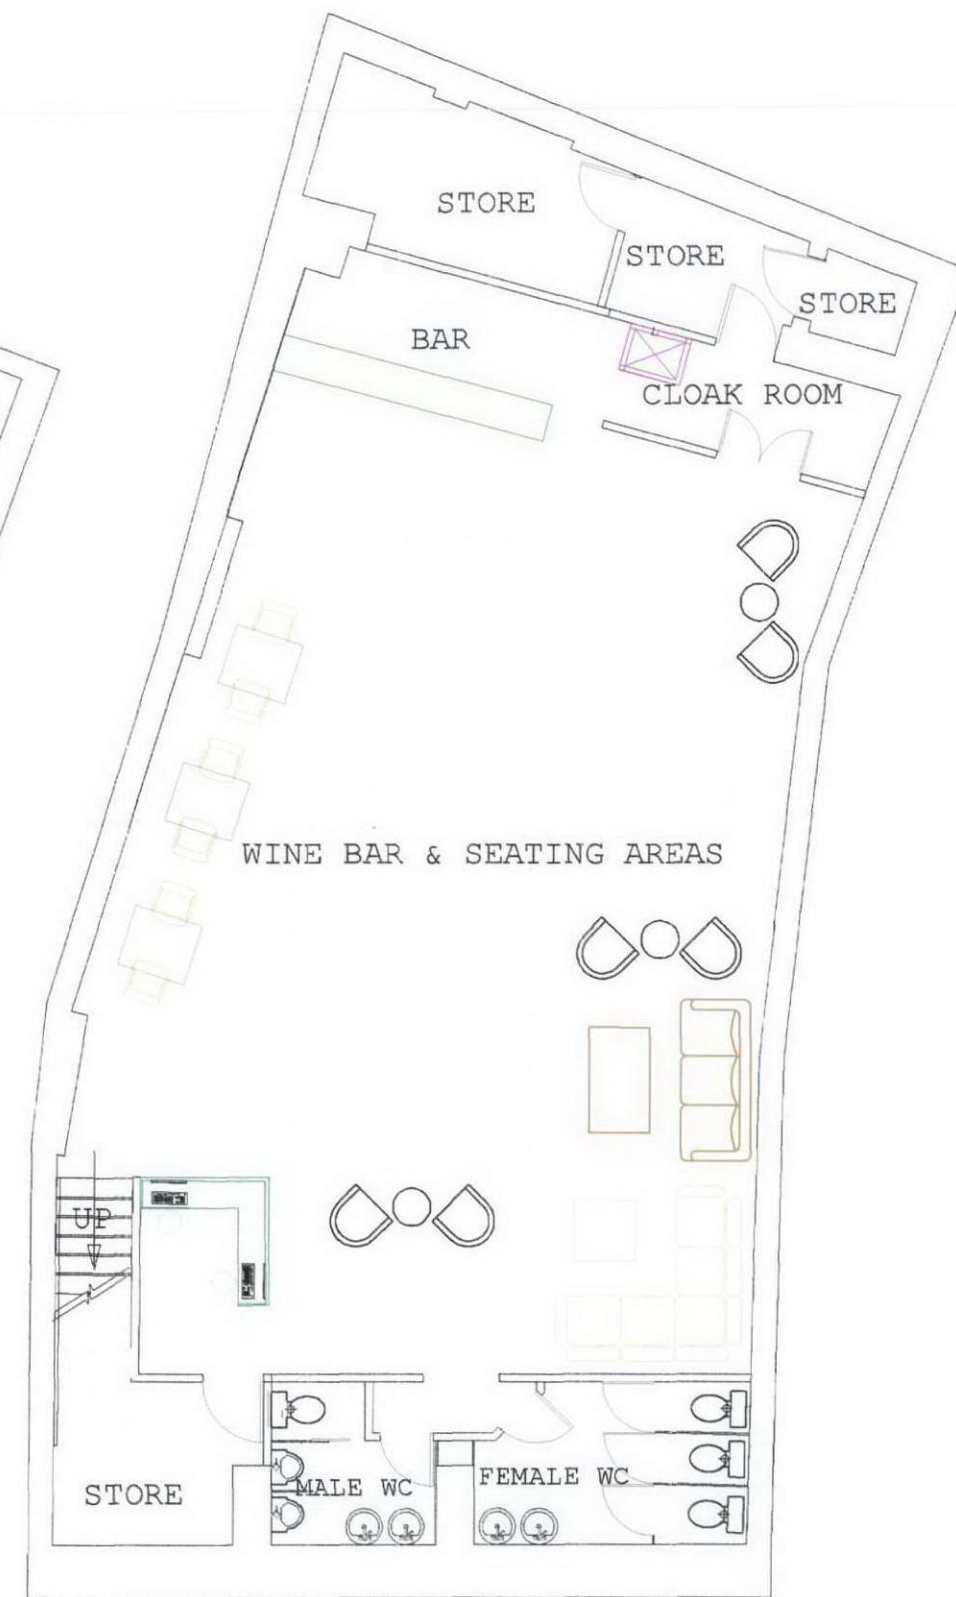 STORE
STORE
STORE
BAR
CLOAK ROOM
WINE BAR & SEATING AREAS
UP
STORE
MALE WC
FEMALE WC